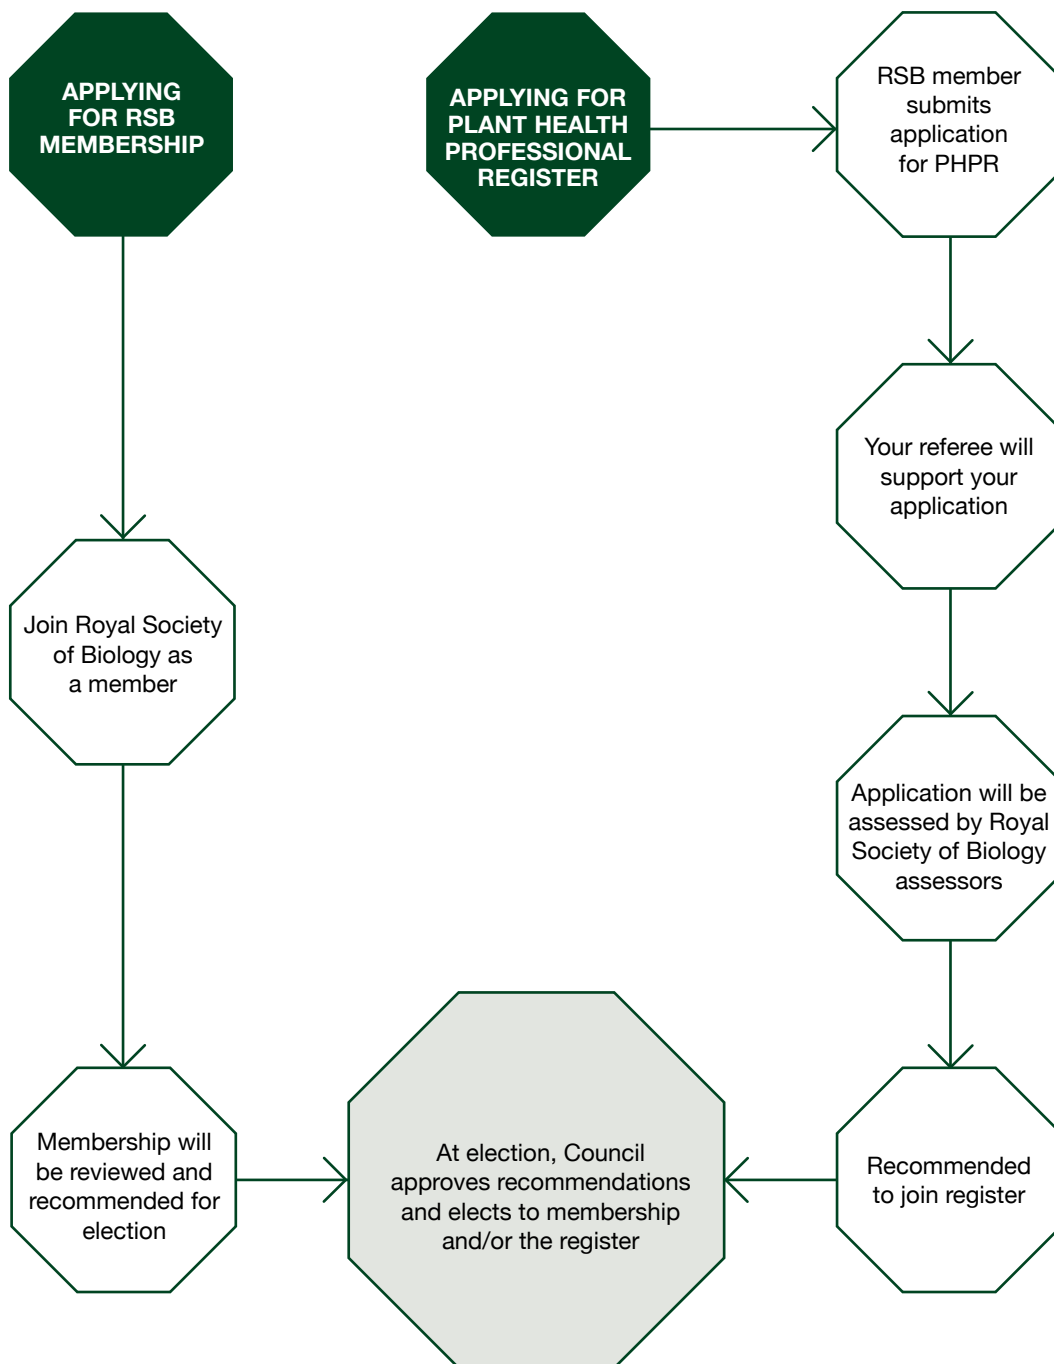 APPLYING
FOR RSB
MEMBERSHIP
APPLYING FOR
PLANT HEALTH
PROFESSIONAL
REGISTER
RSB member
submits
application
for PHPR
Your referee will
support your
application
Join Royal Society
of Biology as
a member
Application will be
assessed by Royal
Society of Biology
assessors
Membership will
be reviewed and
recommended for
election
At election, Council
approves recommendations
and elects to membership
and/or the register
Recommended
to join register